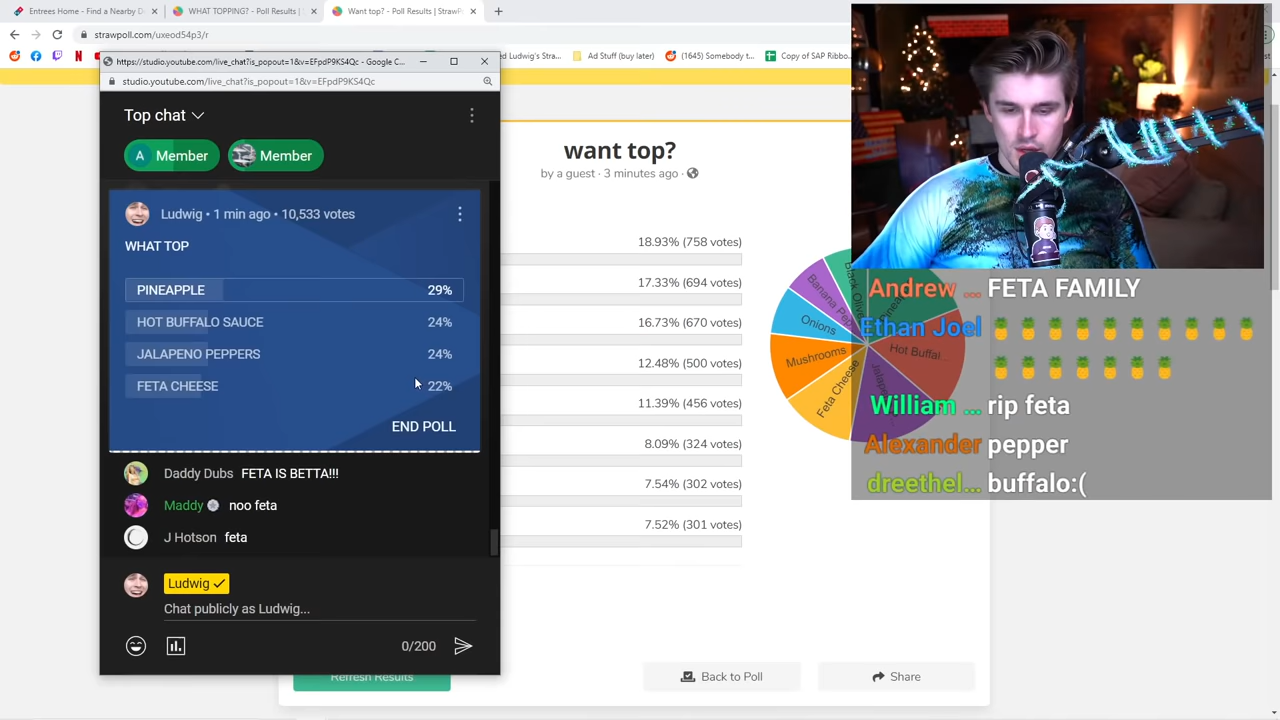 Entrees Home - Find a Nearby D
WHAT TOPPING? - Poll Results |
Want top? - Poll Results | StrawP
strawpoll.com/uxeod54p3/r
ed Ludwig's Stra...
Ad Stuff (buy later)
(1645) Somebody t...
Copy of SAP Ribbo...
https://studio.youtube.com/live_chat?is_popout=1&v=EFpdP9KS4Qc - Google C...
studio.youtube.com/live_chat?is_popout=1&v=EFpdP9KS4Qc
Top chat
A Member
Member
Ludwig • 1 min ago • 10,533 votes
WHAT TOP
PINEAPPLE 29%
HOT BUFFALO SAUCE 24%
JALAPENO PEPPERS 24%
FETA CHEESE 22%
END POLL
Daddy Dubs FETA IS BETTA!!!
Maddy noo feta
J Hotson feta
Ludwig
Chat publicly as Ludwig...
0/200
want top?
by a guest · 3 minutes ago ·
18.93% (758 votes)
17.33% (694 votes)
16.73% (670 votes)
12.48% (500 votes)
11.39% (456 votes)
8.09% (324 votes)
7.54% (302 votes)
7.52% (301 votes)
Hot Buffal...
Feta Cheese
Mushrooms
Onions
Refresh Results
Back to Poll
Share
Andrew ... FETA FAMILY
Ethan Joel 🍍🍍🍍🍍🍍🍍🍍🍍🍍🍍
🍍🍍🍍🍍🍍🍍🍍
William ... rip feta
Alexander pepper
dreethel... buffalo:(